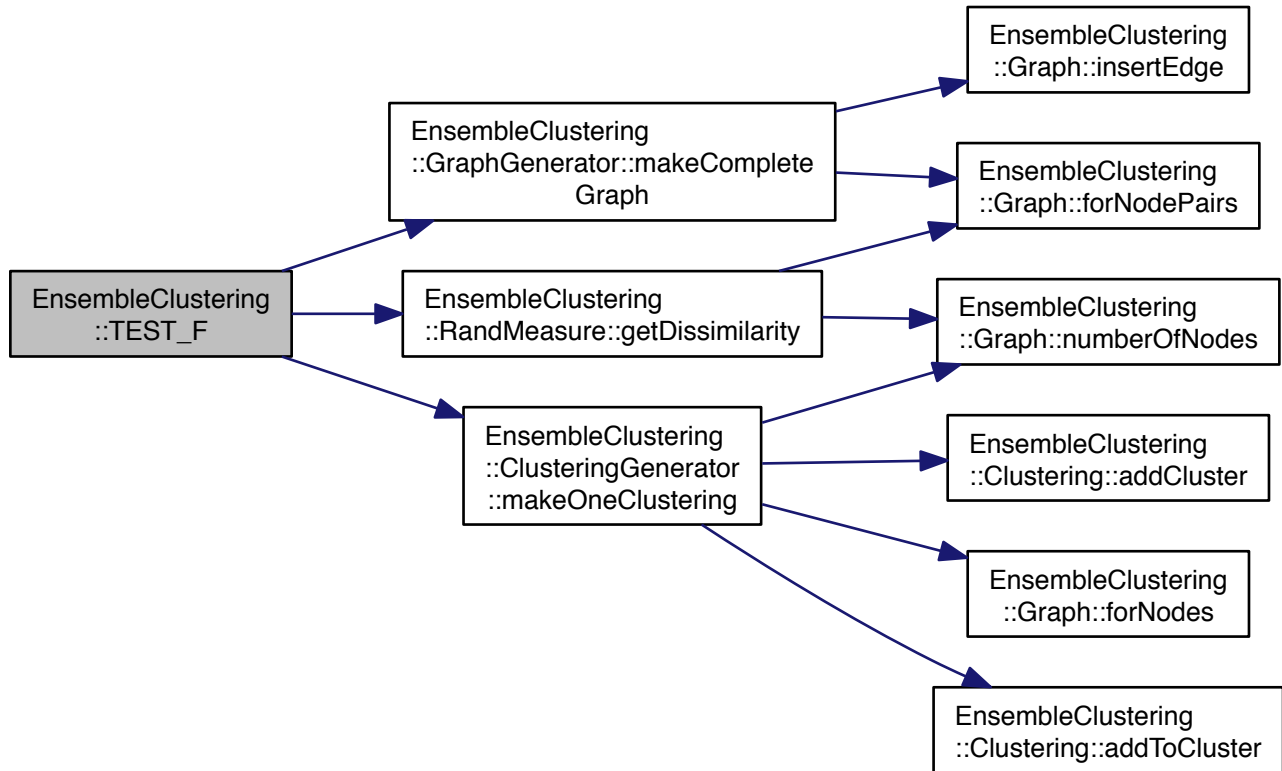 EnsembleClustering
::TEST_F
EnsembleClustering
::GraphGenerator::makeComplete
Graph
EnsembleClustering
::RandMeasure::getDissimilarity
EnsembleClustering
::ClusteringGenerator
::makeOneClustering
EnsembleClustering
::Graph::insertEdge
EnsembleClustering
::Graph::forNodePairs
EnsembleClustering
::Graph::numberOfNodes
EnsembleClustering
::Clustering::addCluster
EnsembleClustering
::Graph::forNodes
EnsembleClustering
::Clustering::addToCluster